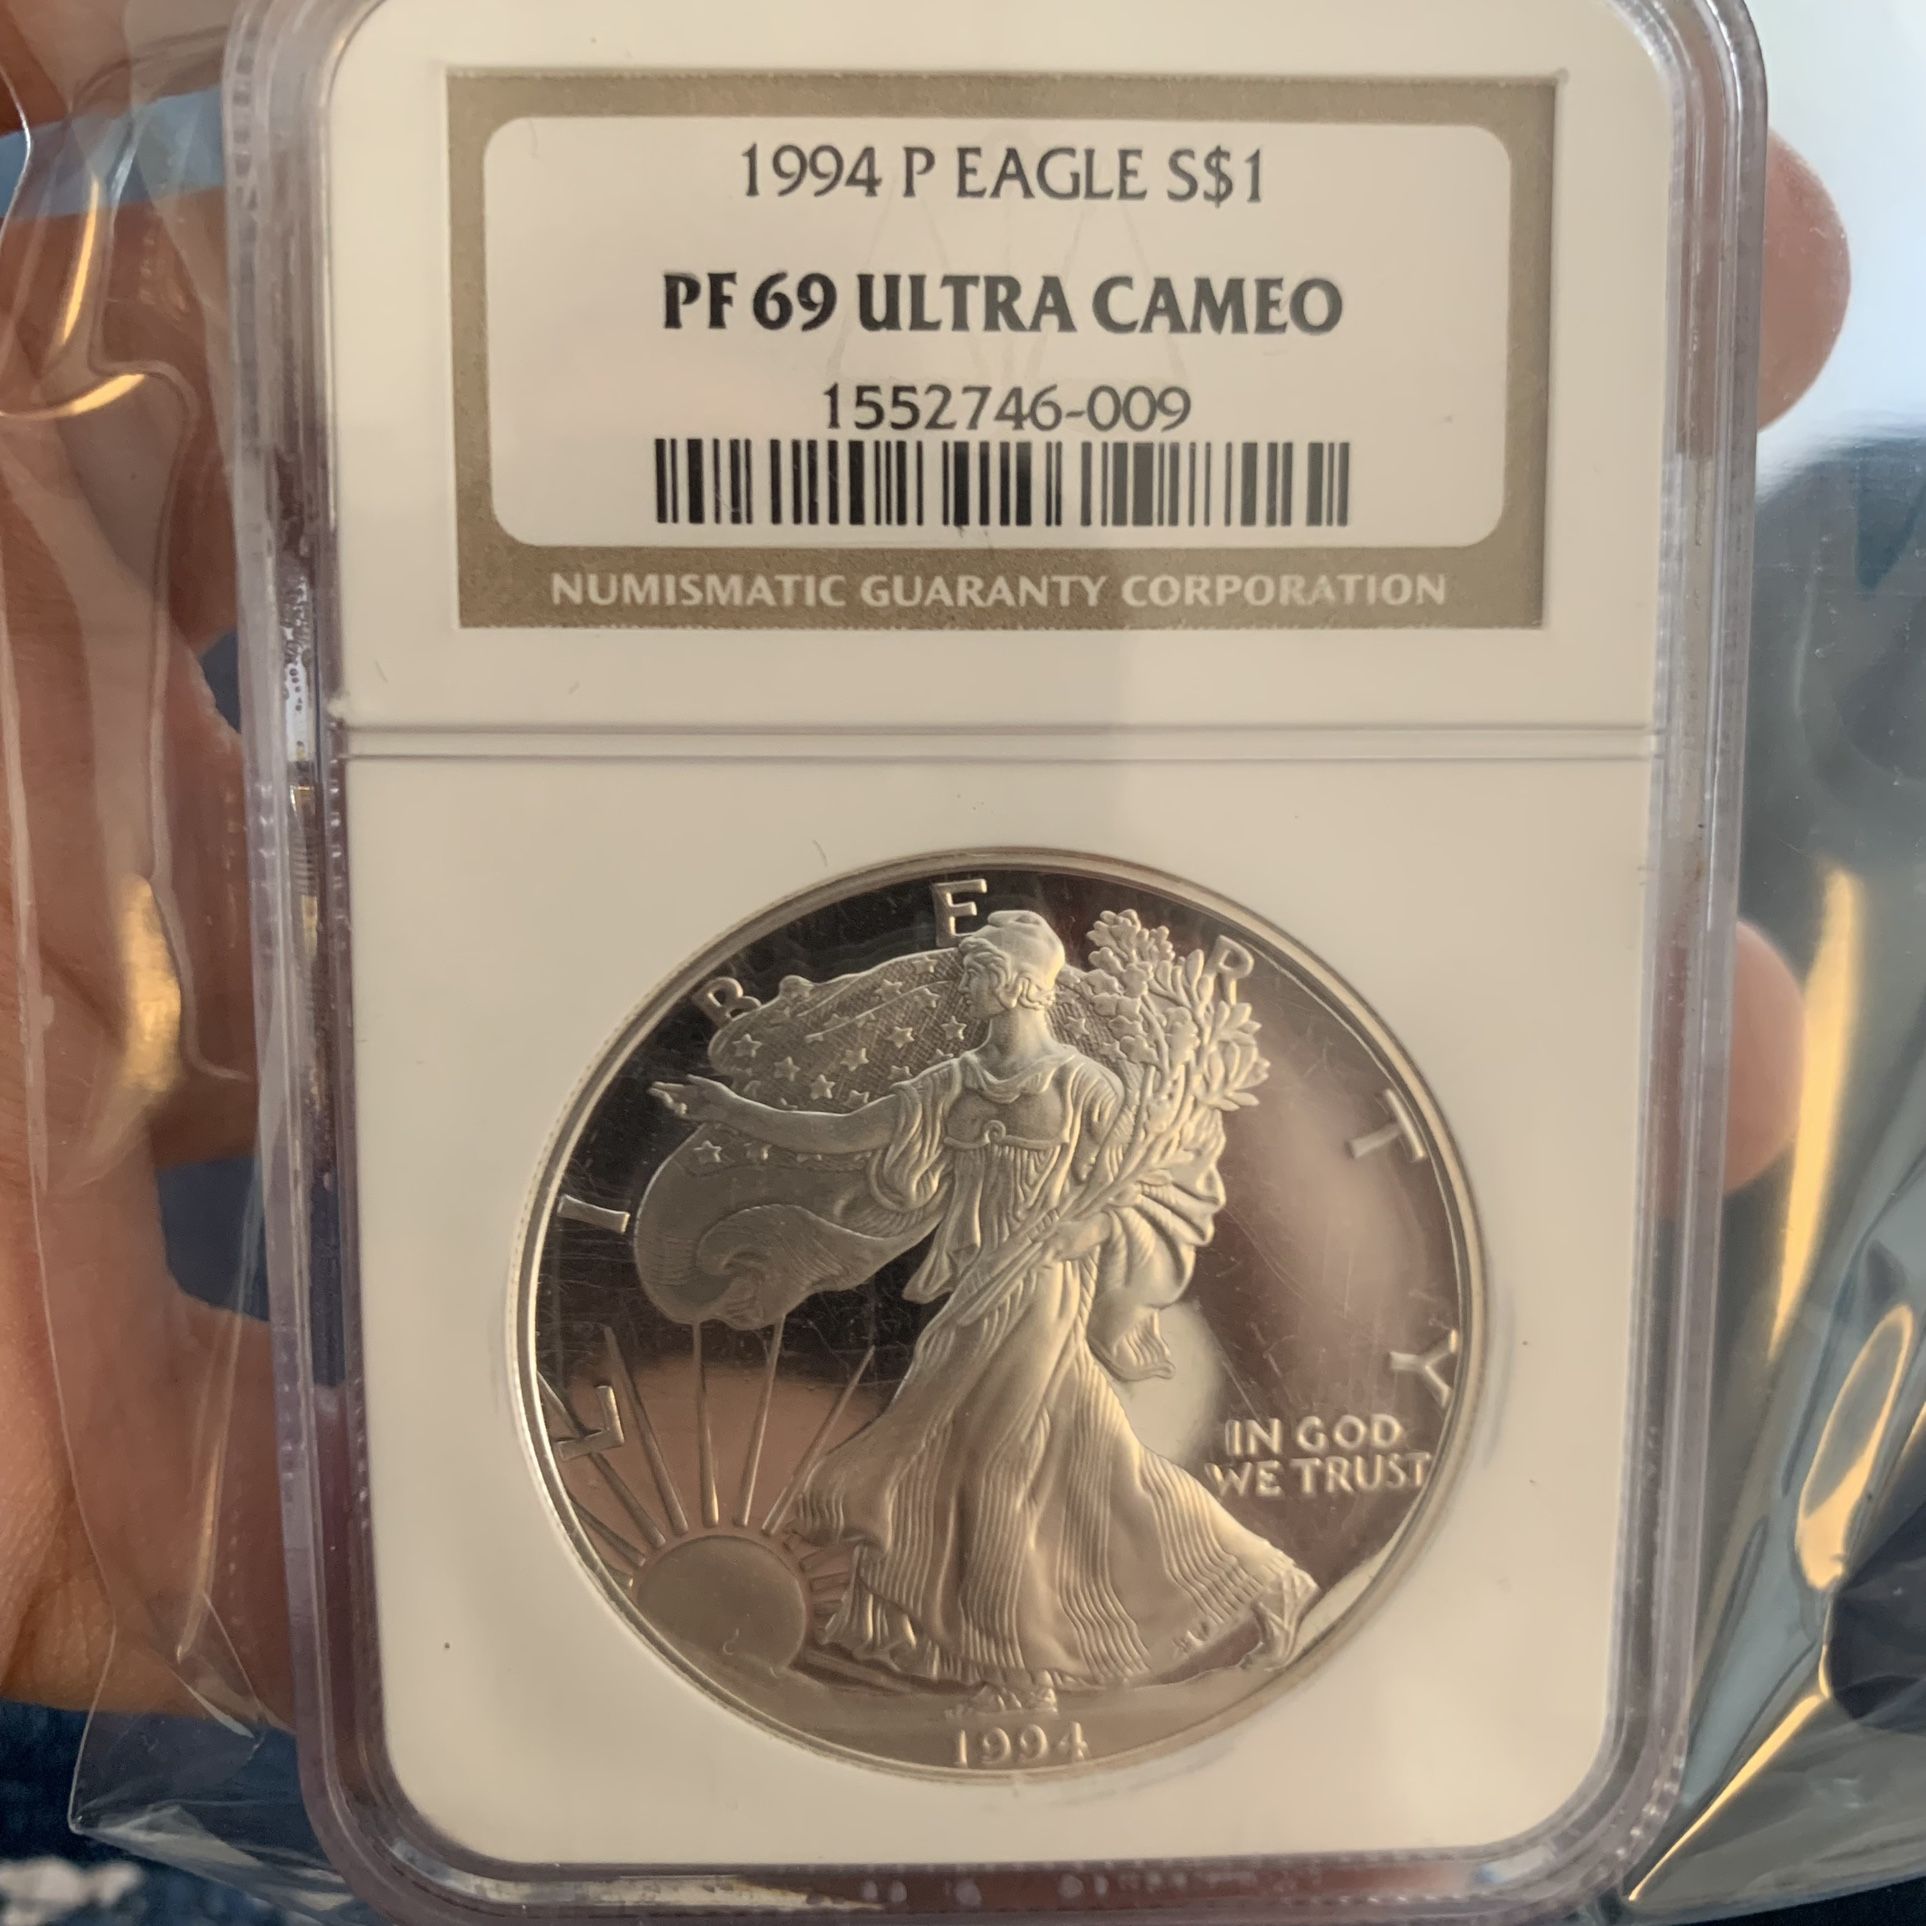 1994 P EAGLE S$1
PF 69 ULTRA CAMEO
1552746-009
NUMISMATIC GUARANTY CORPORATION
LIBERTY
IN GOD
WE TRUST
1994